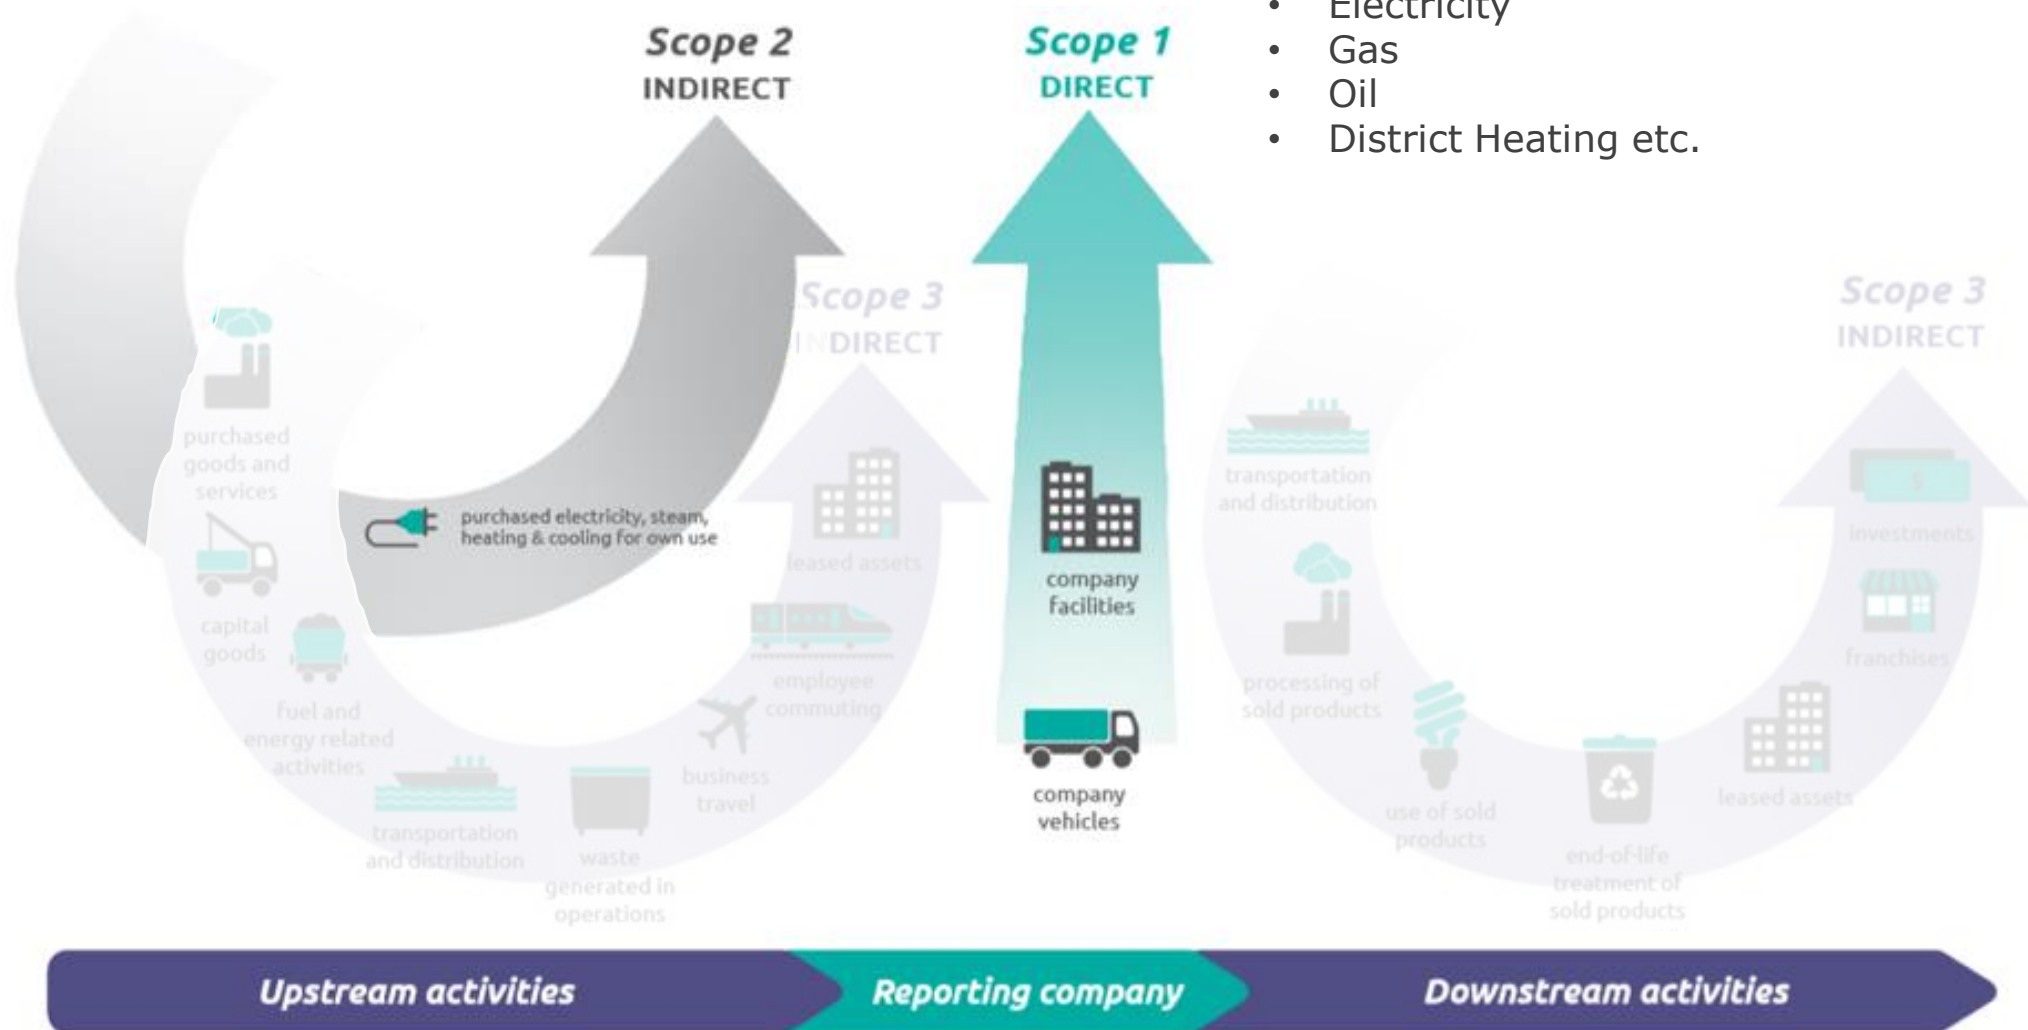 • Electricity
• Gas
• Oil
• District Heating etc.
Scope 2
INDIRECT
Scope 1
DIRECT
Scope 3
INDIRECT
Scope 3
INDIRECT
purchased
goods and
services
capital
goods
fuel and
energy related
activities
transportation
and distribution
waste
generated in
operations
business
travel
employee
commuting
leased assets
purchased electricity, steam,
heating & cooling for own use
company
facilities
company
vehicles
transportation
and distribution
processing of
sold products
use of sold
products
end-of-life
treatment of
sold products
leased assets
franchises
$
investments
Upstream activities
Reporting company
Downstream activities